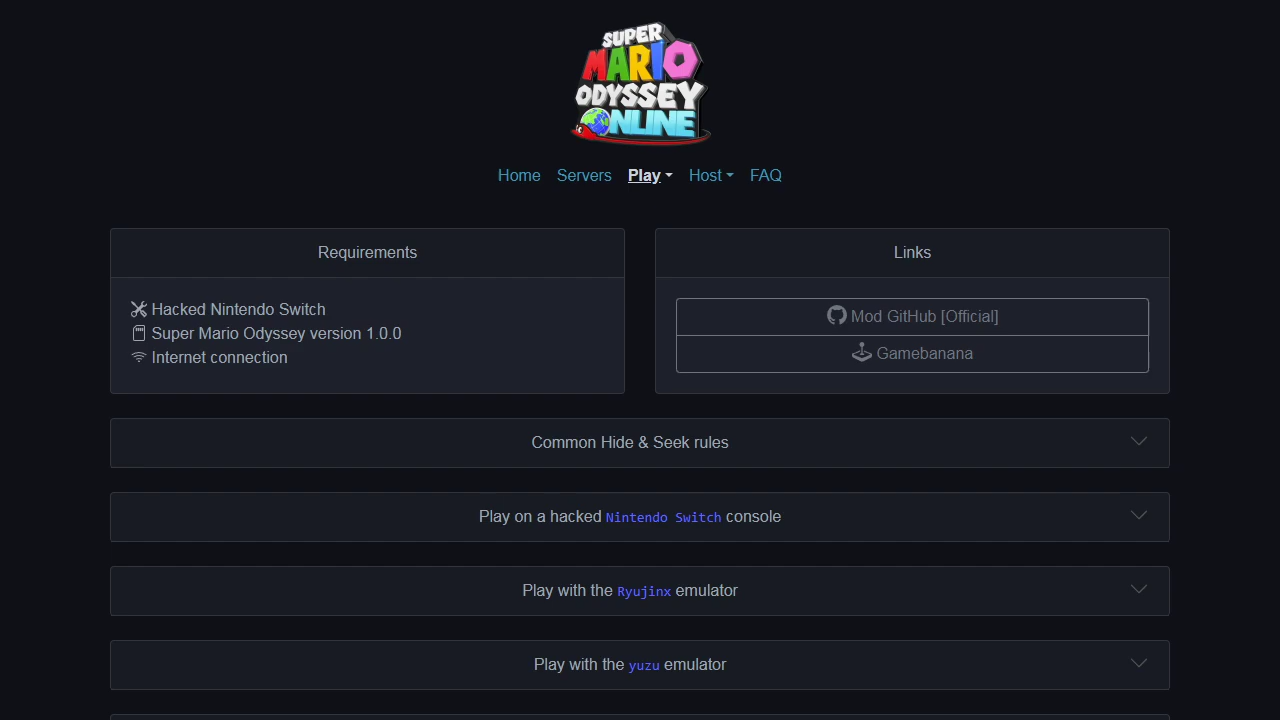 SUPER
MARIO
ODYSSEY
ONLINE
Home Servers Play Host FAQ
Requirements
Hacked Nintendo Switch
Super Mario Odyssey version 1.0.0
Internet connection
Links
Mod GitHub [Official]
Gamebanana
Common Hide & Seek rules
Play on a hacked Nintendo Switch console
Play with the Ryujinx emulator
Play with the yuzu emulator